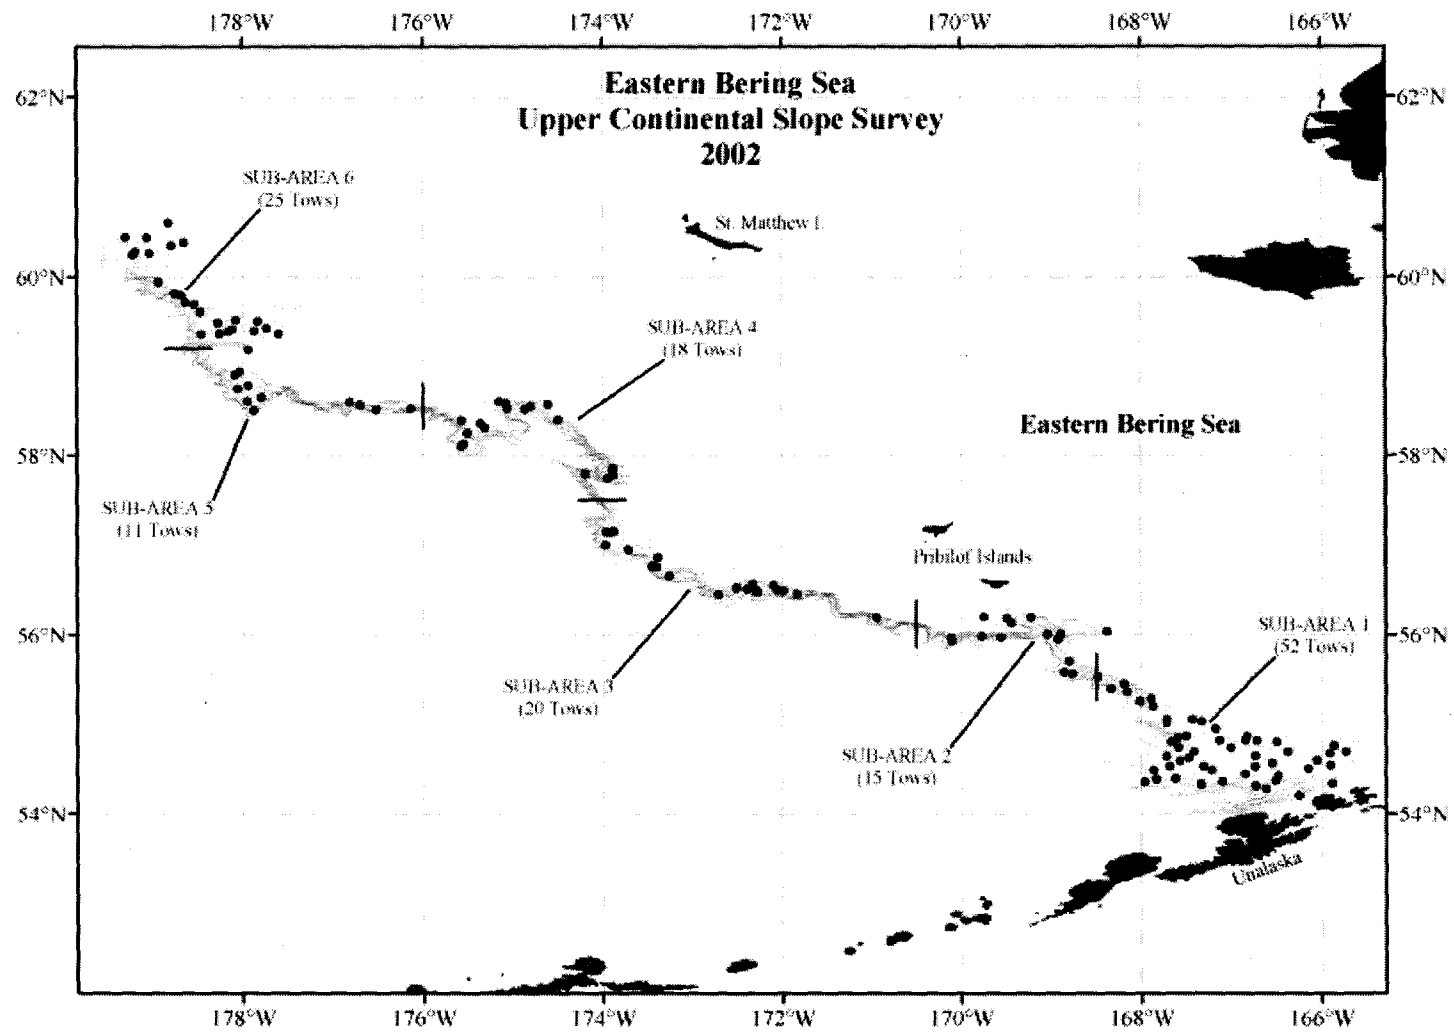 178°W 176°W 174°W 172°W 170°W 168°W 166°W
Eastern Bering Sea
Upper Continental Slope Survey
2002
62°N 62°N
SUB-AREA 6
(25 Tows)
St. Matthew I.
60°N 60°N
SUB-AREA 4
(18 Tows)
Eastern Bering Sea
58°N 58°N
SUB-AREA 5
(11 Tows)
Pribilof Islands
56°N 56°N
SUB-AREA 1
(52 Tows)
SUB-AREA 3
(20 Tows)
SUB-AREA 2
(15 Tows)
54°N 54°N
Unalaska
178°W 176°W 174°W 172°W 170°W 168°W 166°W